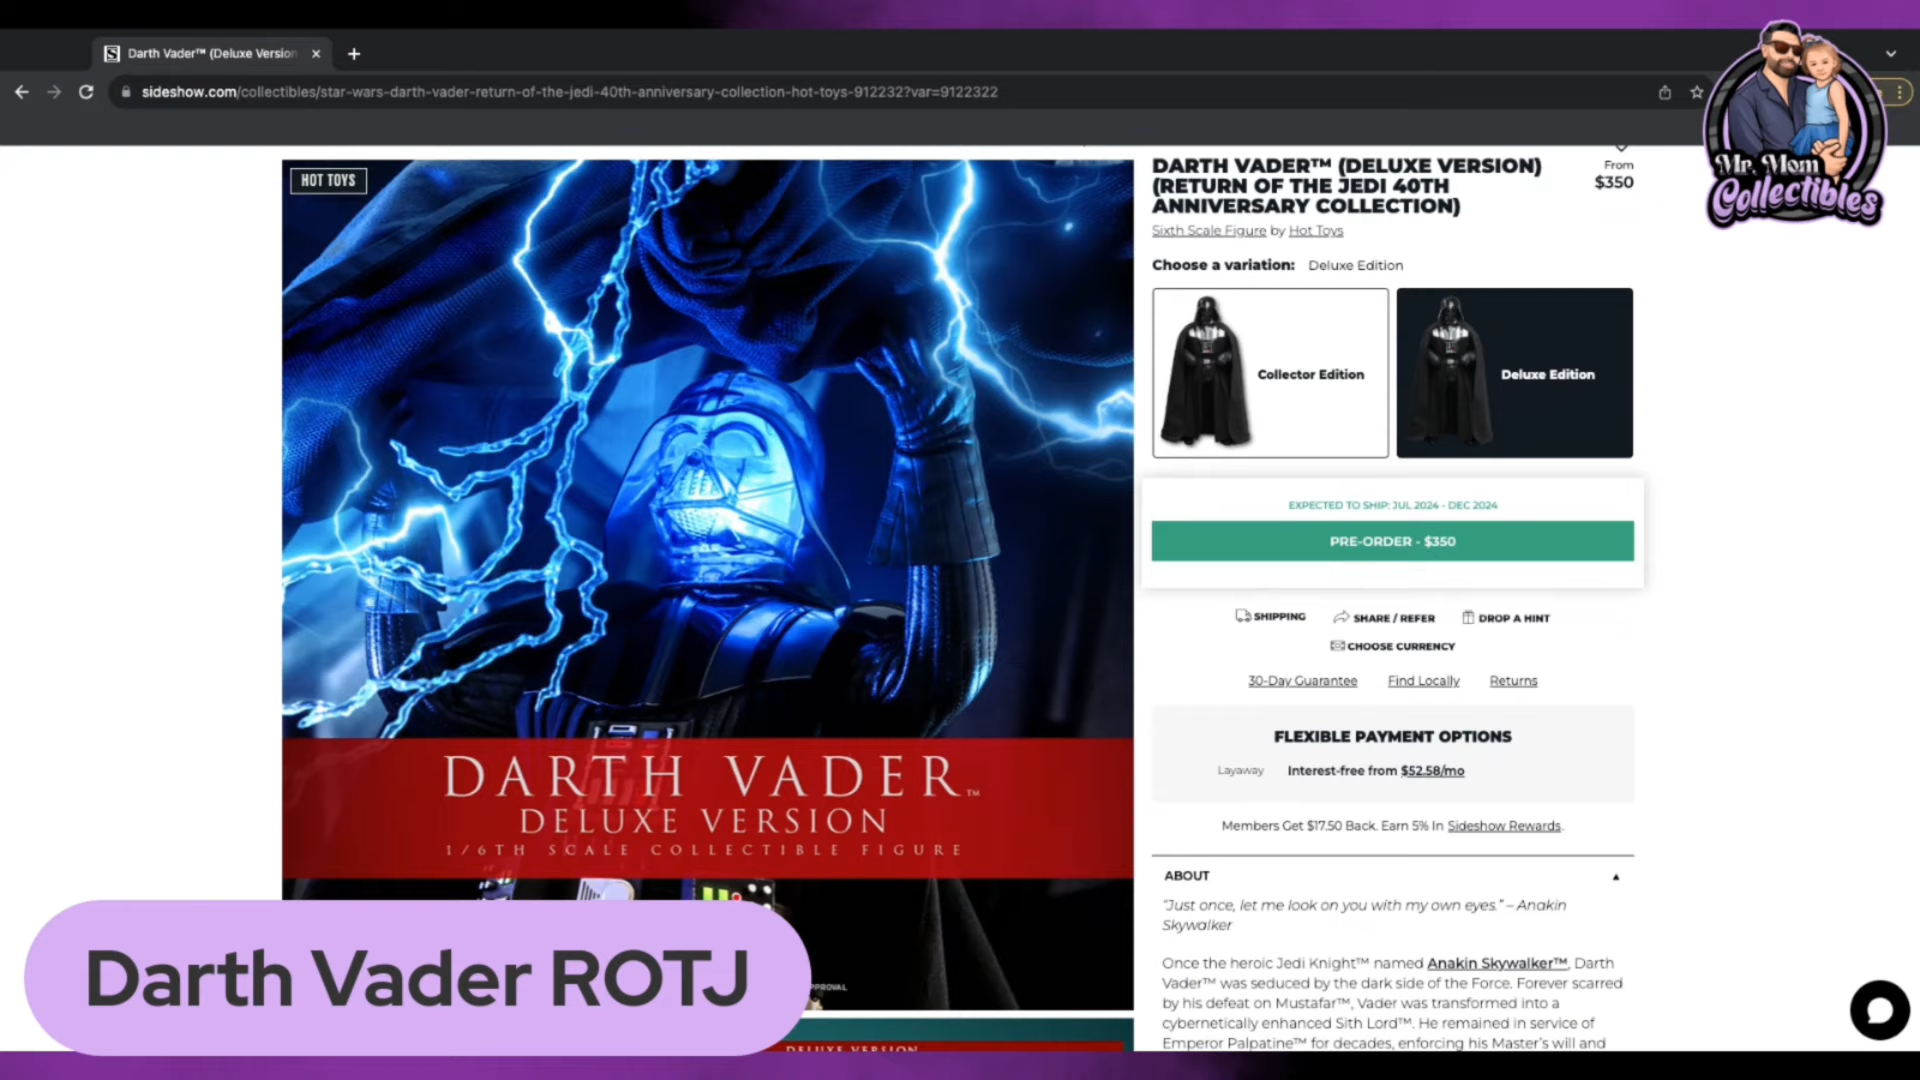 Darth Vader™ (Deluxe Version
sideshow.com/collectibles/star-wars-darth-vader-return-of-the-jedi-40th-anniversary-collection-hot-toys-912232?var=9122322
Mr. Mom
Collectibles
HOT TOYS
DARTH VADER™
DELUXE VERSION
1/6TH SCALE COLLECTIBLE FIGURE
PPROVAL
DELUXE VERSION
DARTH VADER™ (DELUXE VERSION)
(RETURN OF THE JEDI 40TH
ANNIVERSARY COLLECTION)
From
$350
Sixth Scale Figure by Hot Toys
Choose a variation: Deluxe Edition
Collector Edition
Deluxe Edition
EXPECTED TO SHIP: JUL 2024 - DEC 2024
PRE-ORDER - $350
SHIPPING SHARE / REFER DROP A HINT
CHOOSE CURRENCY
30-Day Guarantee Find Locally Returns
FLEXIBLE PAYMENT OPTIONS
Layaway Interest-free from $52.58/mo
Members Get $17.50 Back. Earn 5% In Sideshow Rewards.
ABOUT
“Just once, let me look on you with my own eyes.” – Anakin
Skywalker
Once the heroic Jedi Knight™ named Anakin Skywalker™, Darth
Vader™ was seduced by the dark side of the Force. Forever scarred
by his defeat on Mustafar™, Vader was transformed into a
cybernetically enhanced Sith Lord™. He remained in service of
Emperor Palpatine™ for decades, enforcing his Master’s will and
Darth Vader ROTJ